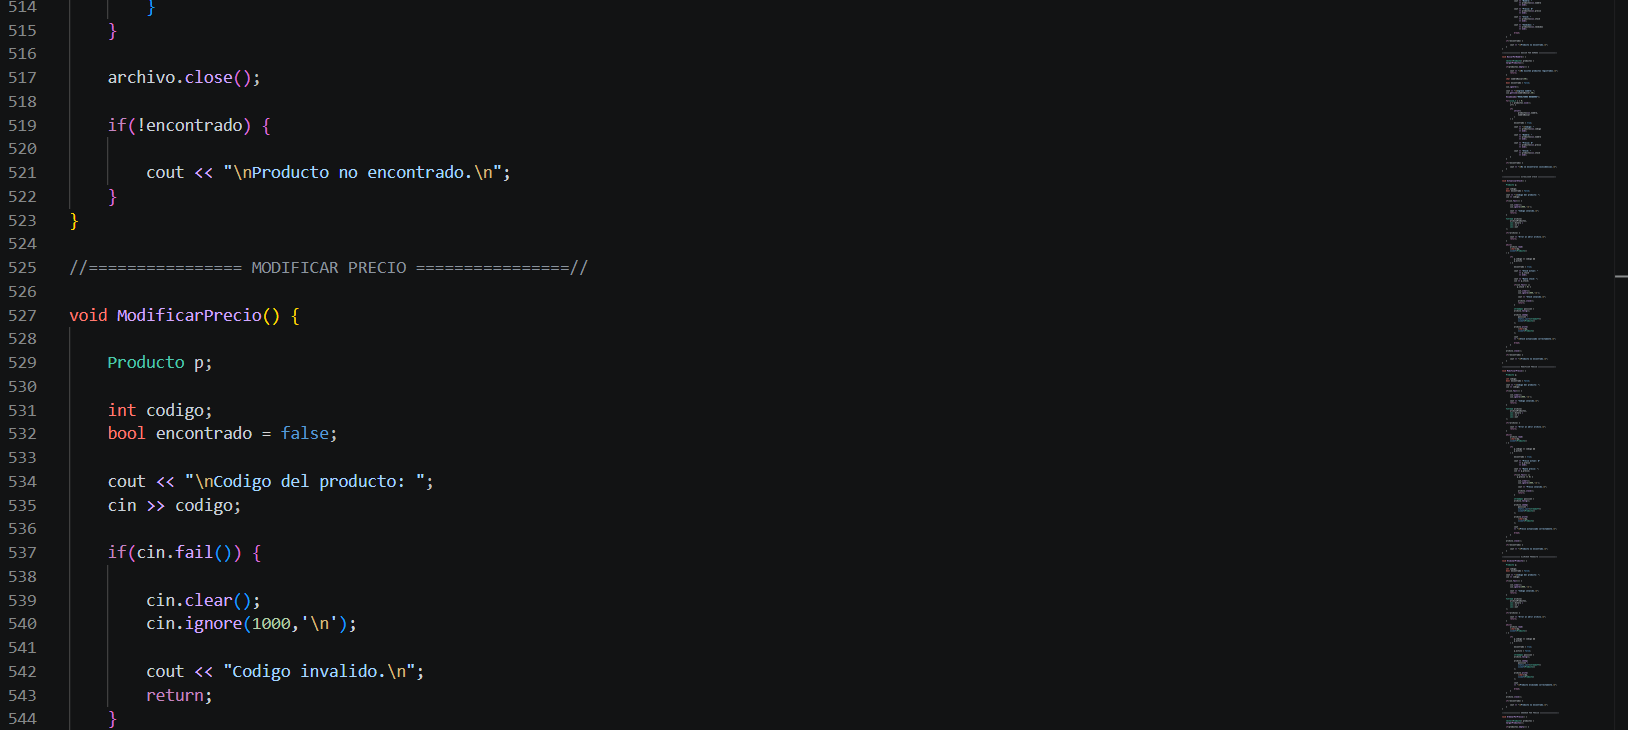 514 }
515 }
516
517 archivo.close();
518
519 if(!encontrado) {
520
521 cout << "\nProducto no encontrado.\n";
522 }
523 }
524
525 //================ MODIFICAR PRECIO ================//
526
527 void ModificarPrecio() {
528
529 Producto p;
530
531 int codigo;
532 bool encontrado = false;
533
534 cout << "\nCodigo del producto: ";
535 cin >> codigo;
536
537 if(cin.fail()) {
538
539 cin.clear();
540 cin.ignore(1000,'\n');
541
542 cout << "Codigo invalido.\n";
543 return;
544 }